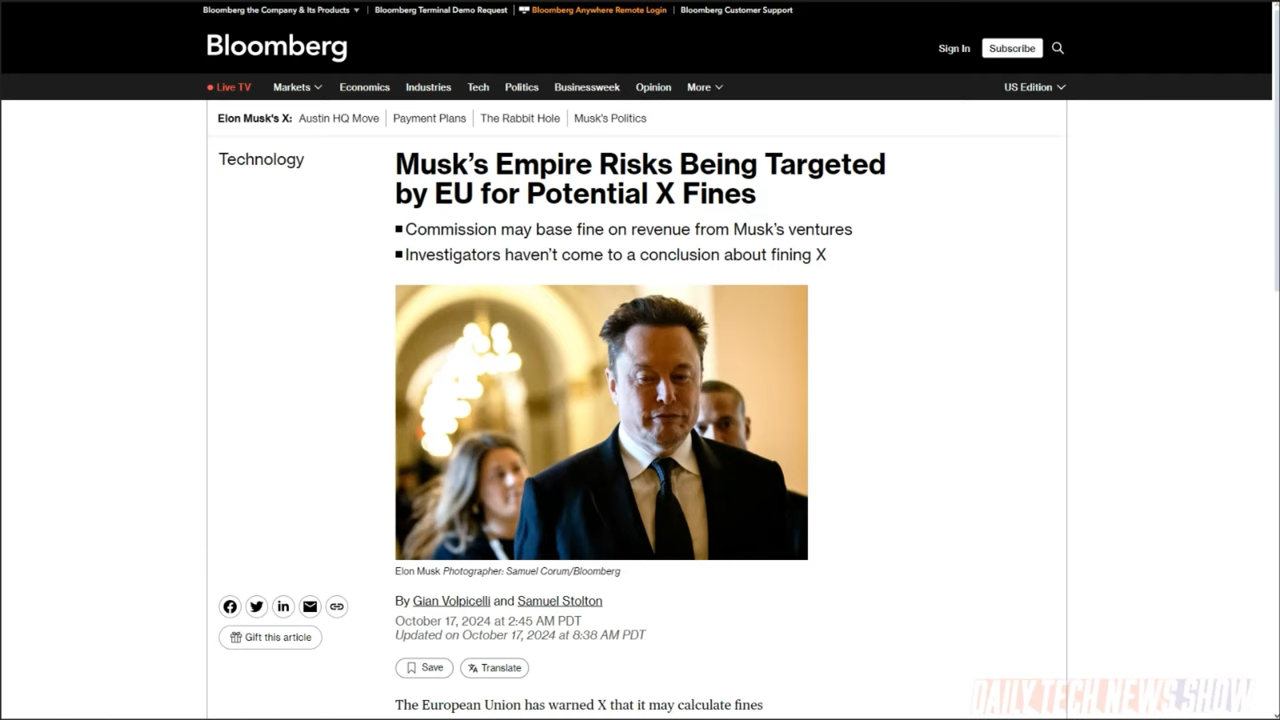 Bloomberg the Company & Its Products
Bloomberg Terminal Demo Request
Bloomberg Anywhere Remote Login
Bloomberg Customer Support
Bloomberg
Sign In
Subscribe
Live TV
Markets
Economics
Industries
Tech
Politics
Businessweek
Opinion
More
US Edition
Elon Musk's X:
Austin HQ Move
Payment Plans
The Rabbit Hole
Musk's Politics
Technology
Musk’s Empire Risks Being Targeted
by EU for Potential X Fines
Commission may base fine on revenue from Musk’s ventures
Investigators haven’t come to a conclusion about fining X
Elon Musk Photographer: Samuel Corum/Bloomberg
By Gian Volpicelli and Samuel Stolton
October 17, 2024 at 2:45 AM PDT
Updated on October 17, 2024 at 8:38 AM PDT
Gift this article
Save
Translate
The European Union has warned X that it may calculate fines
DAILY TECH NEWS SHOW